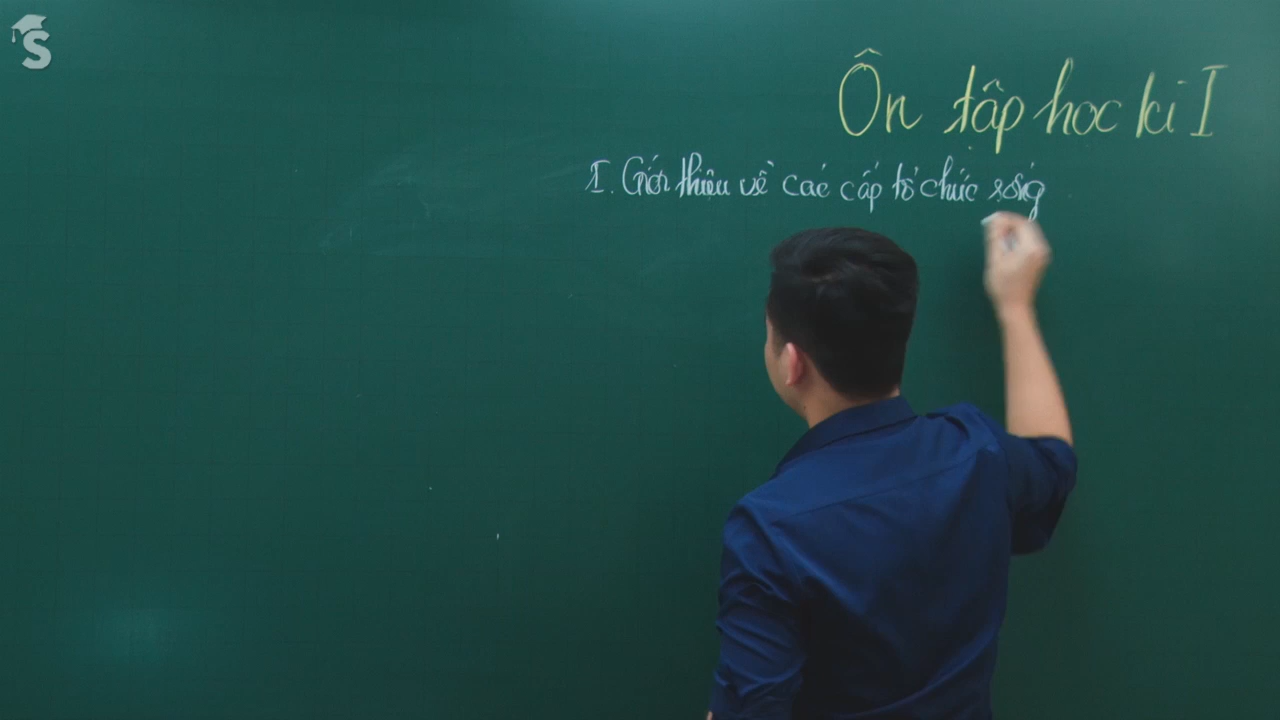 Ôn tập học kì I
I. Giới thiệu về các cấp tổ chức sống